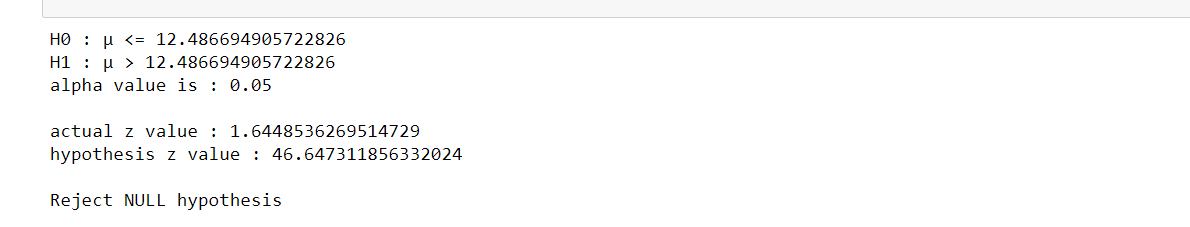 H0 : μ <= 12.486694905722826
H1 : μ > 12.486694905722826
alpha value is : 0.05
actual z value : 1.6448536269514729
hypothesis z value : 46.647311856332024
Reject NULL hypothesis